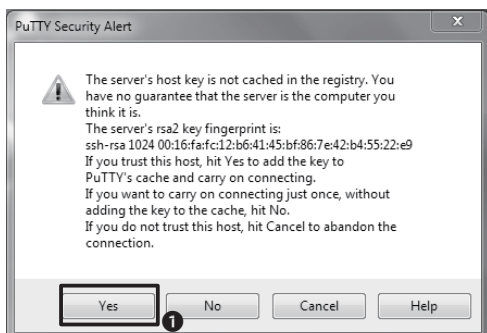 PuTTY Security Alert
X
The server's host key is not cached in the registry. You
have no guarantee that the server is the computer you
think it is.
The server's rsa2 key fingerprint is:
ssh-rsa 1024 00:16:fa:fc:12:b6:41:45:bf:86:7e:42:b4:55:22:e9
If you trust this host, hit Yes to add the key to
PuTTY's cache and carry on connecting.
If you want to carry on connecting just once, without
adding the key to the cache, hit No.
If you do not trust this host, hit Cancel to abandon the
connection.
Yes No Cancel Help
❶